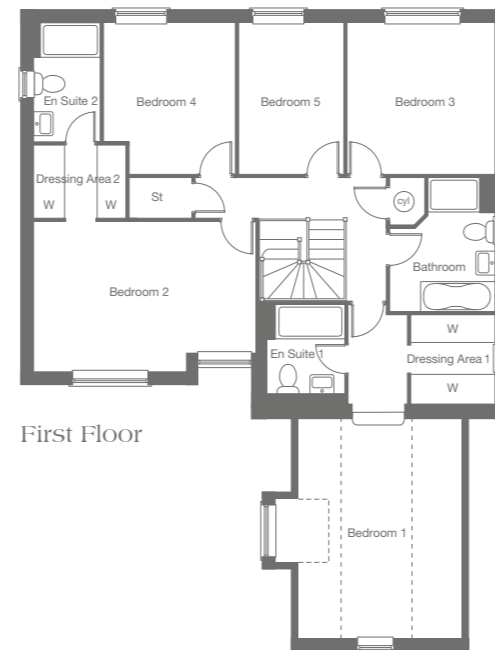 Bedroom 4
Bedroom 5
Bedroom 3
En Suite 2
Dressing Area 2
W
W
St
cyl
Bathroom
Bedroom 2
En Suite 1
W
Dressing Area 1
W
First Floor
Bedroom 1